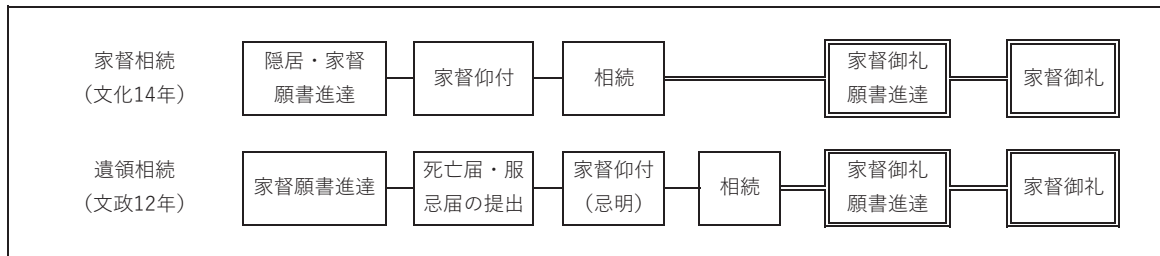 家督相続
(文化14年)
隠居・家督
願書進達
家督仰付
相続
家督御礼
願書進達
家督御礼
遺領相続
(文政12年)
家督願書進達
死亡届・服
忌届の提出
家督仰付
(忌明)
相続
家督御礼
願書進達
家督御礼